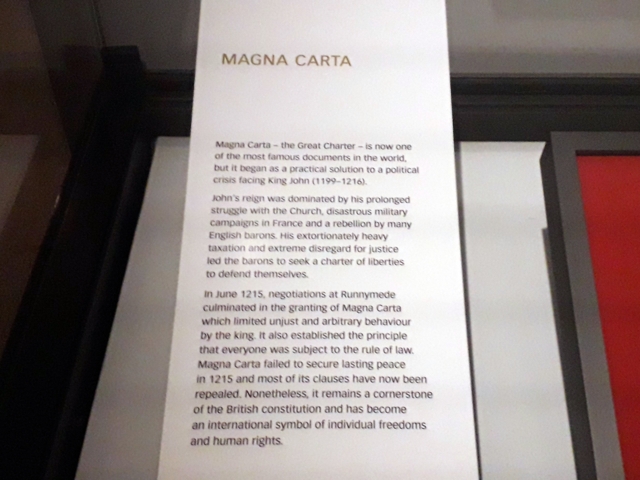 MAGNA CARTA
Magna Carta – the Great Charter – is now one
of the most famous documents in the world,
but it began as a practical solution to a political
crisis facing King John (1199–1216).
John's reign was dominated by his prolonged
struggle with the Church, disastrous military
campaigns in France and a rebellion by many
English barons. His extortionately heavy
taxation and extreme disregard for justice
led the barons to seek a charter of liberties
to defend themselves.
In June 1215, negotiations at Runnymede
culminated in the granting of Magna Carta
which limited unjust and arbitrary behaviour
by the king. It also established the principle
that everyone was subject to the rule of law.
Magna Carta failed to secure lasting peace
in 1215 and most of its clauses have now been
repealed. Nonetheless, it remains a cornerstone
of the British constitution and has become
an international symbol of individual freedoms
and human rights.